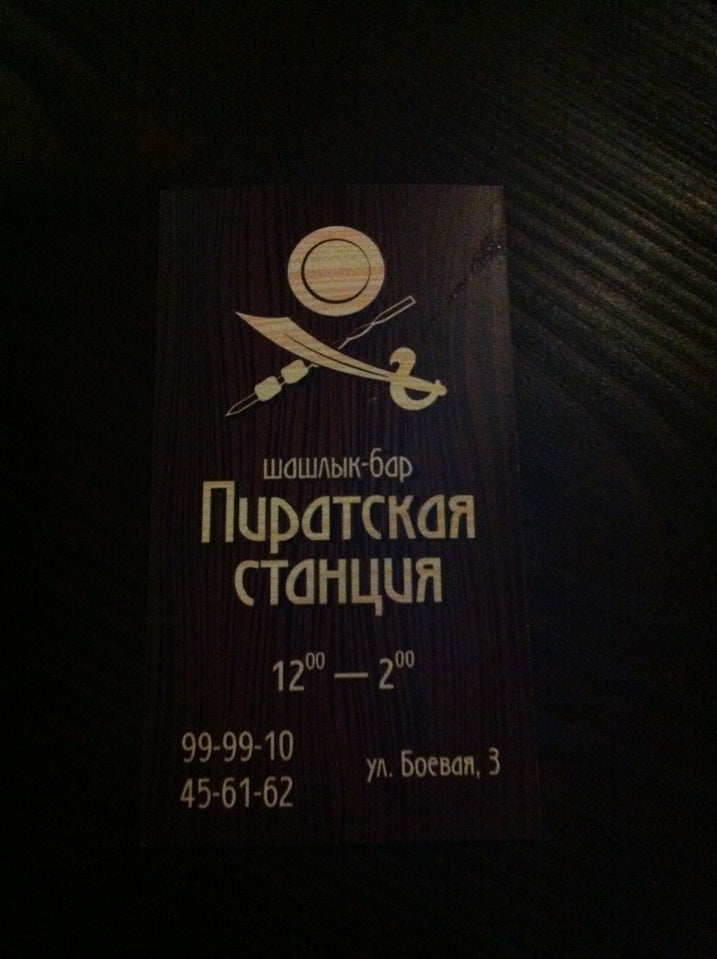 шашлык-бар
Пиратская
станция
12⁰⁰ — 2⁰⁰
99-99-10
45-61-62
ул. Боевая, 3